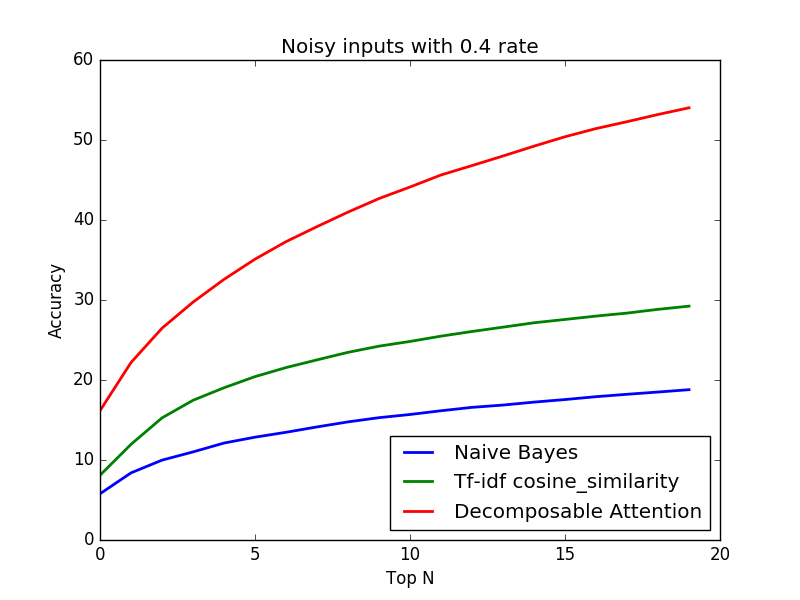 Noisy inputs with 0.4 rate
60
50
40
30
20
10
0
Accuracy
Naive Bayes
Tf-idf cosine_similarity
Decomposable Attention
0 5 10 15 20
Top N